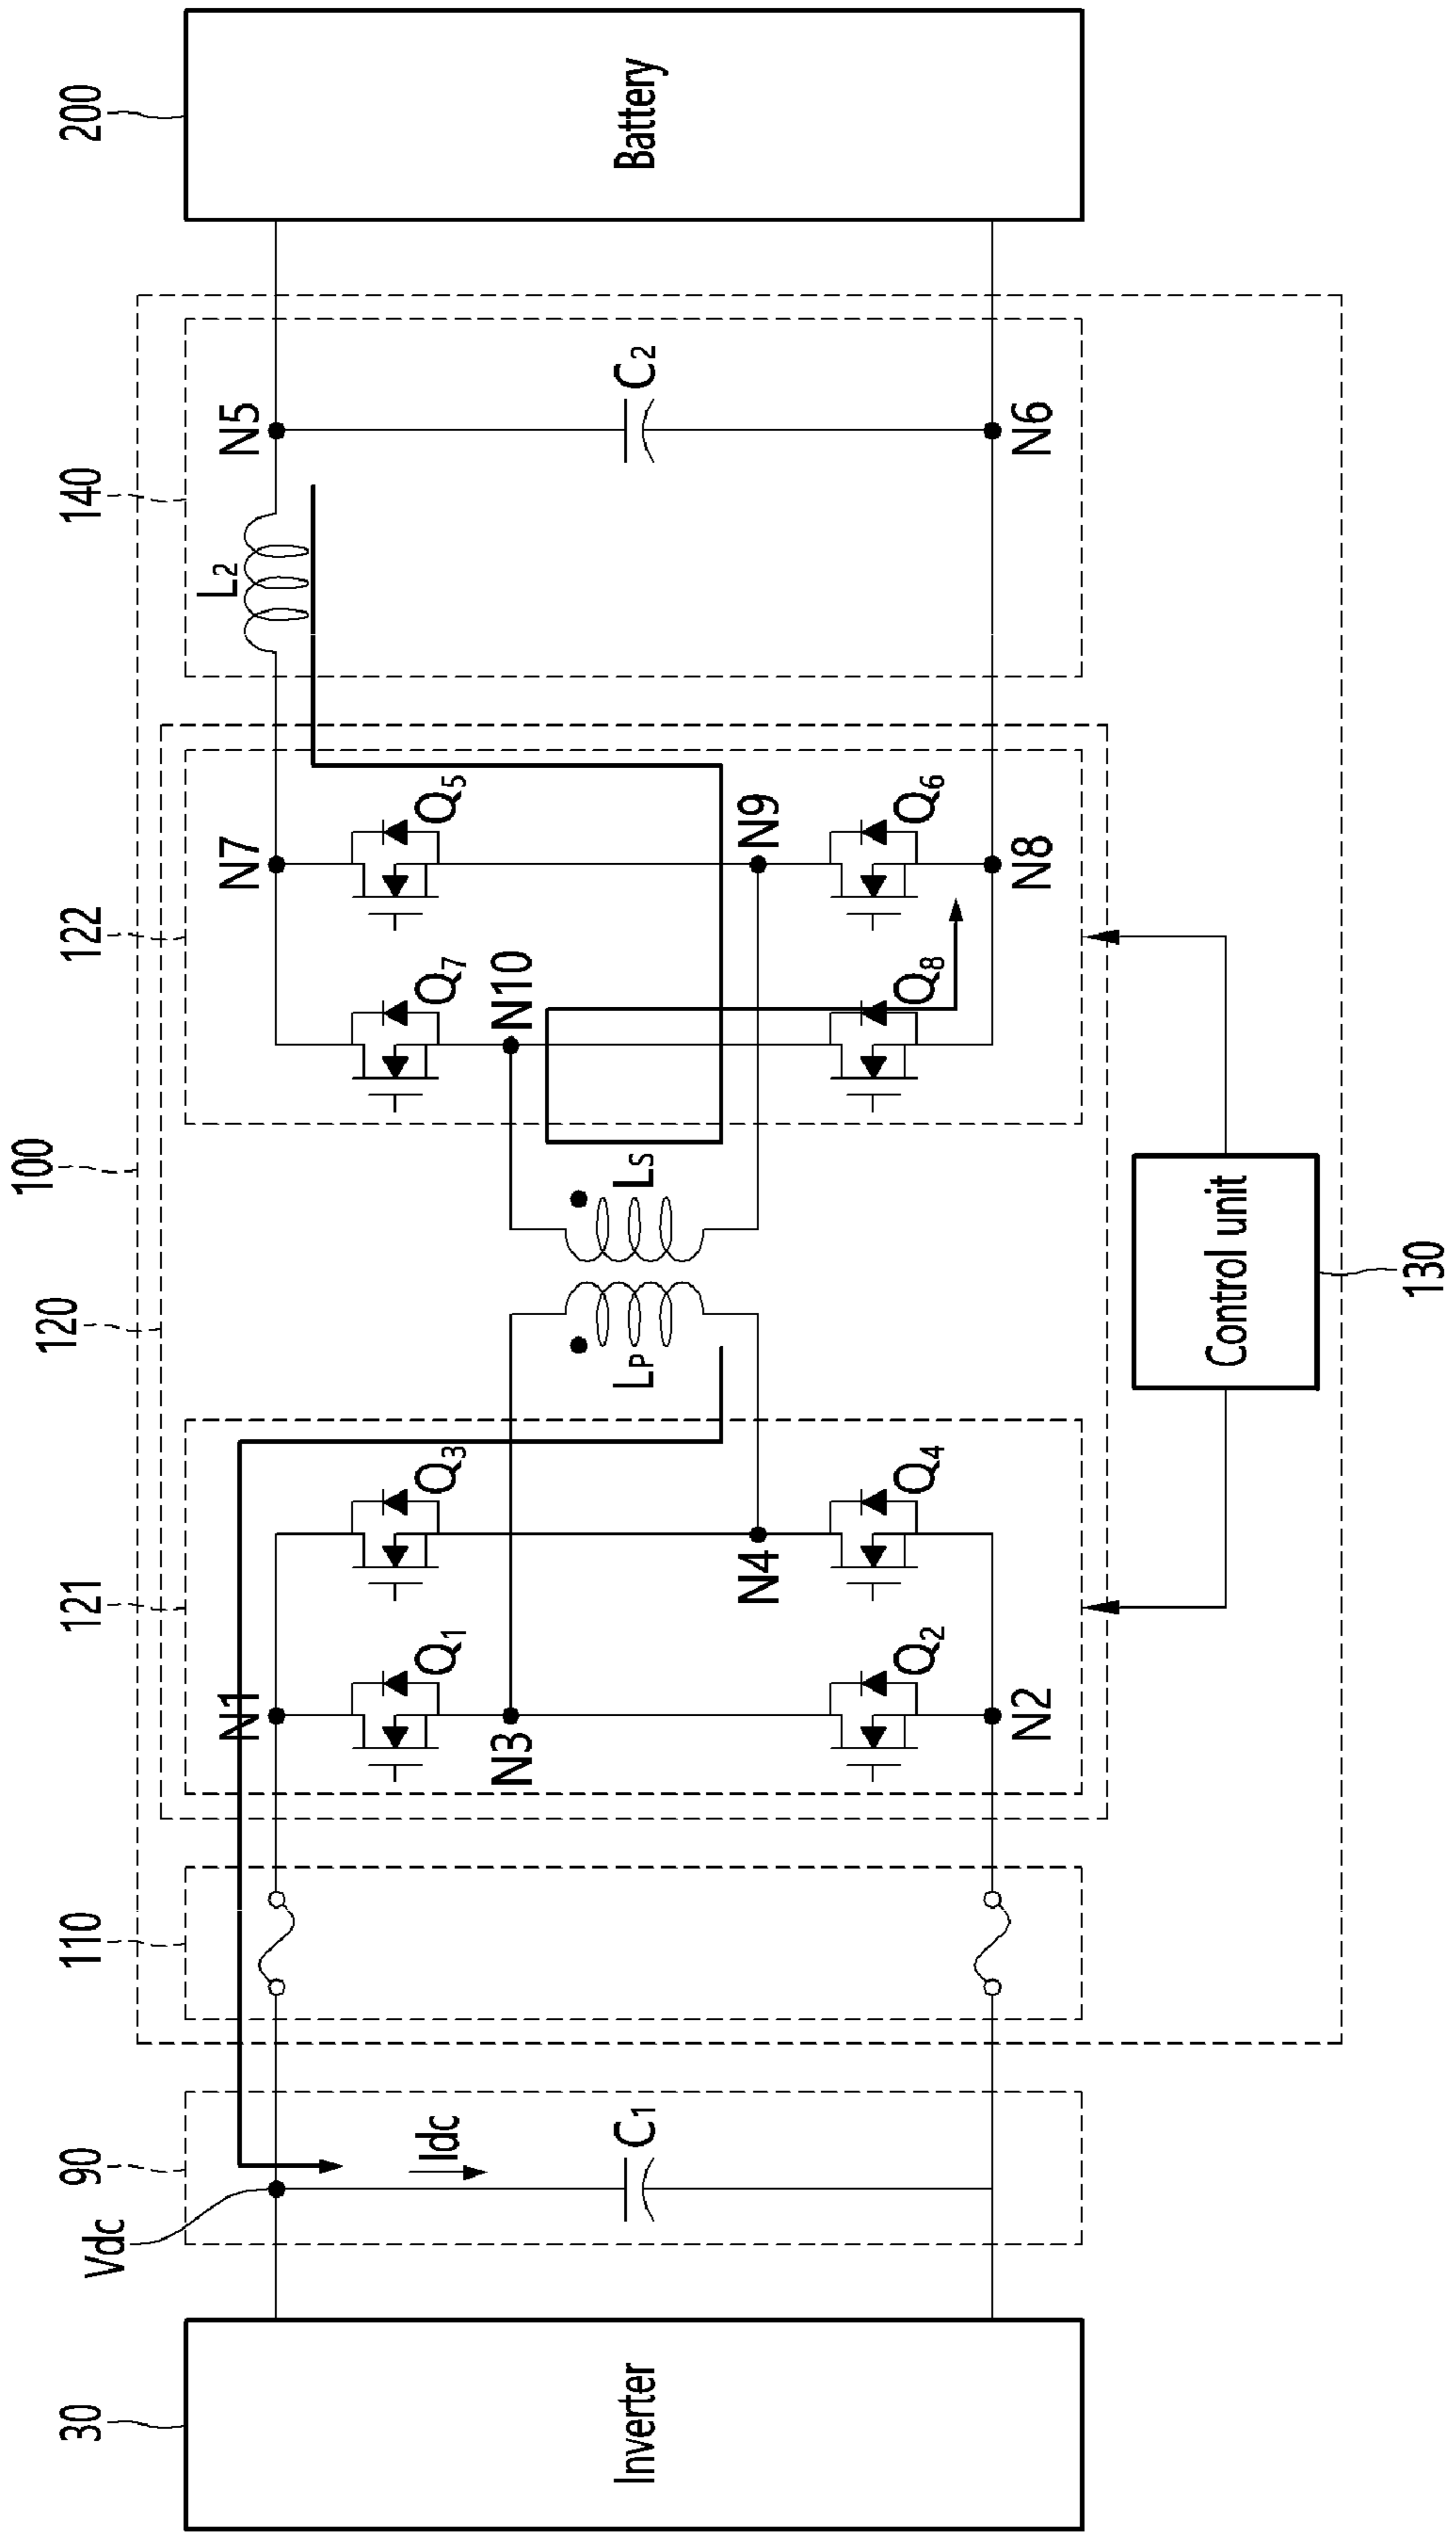 100
120
90
110
121
122
140
30
200
Vdc
N1
N7
L2
N5
Q1
Q3
Q7
Q5
Idc
N3
N10
Inverter
C1
LP
LS
C2
Battery
N4
N9
Q2
Q4
Q8
Q6
N2
N8
N6
Control unit
130